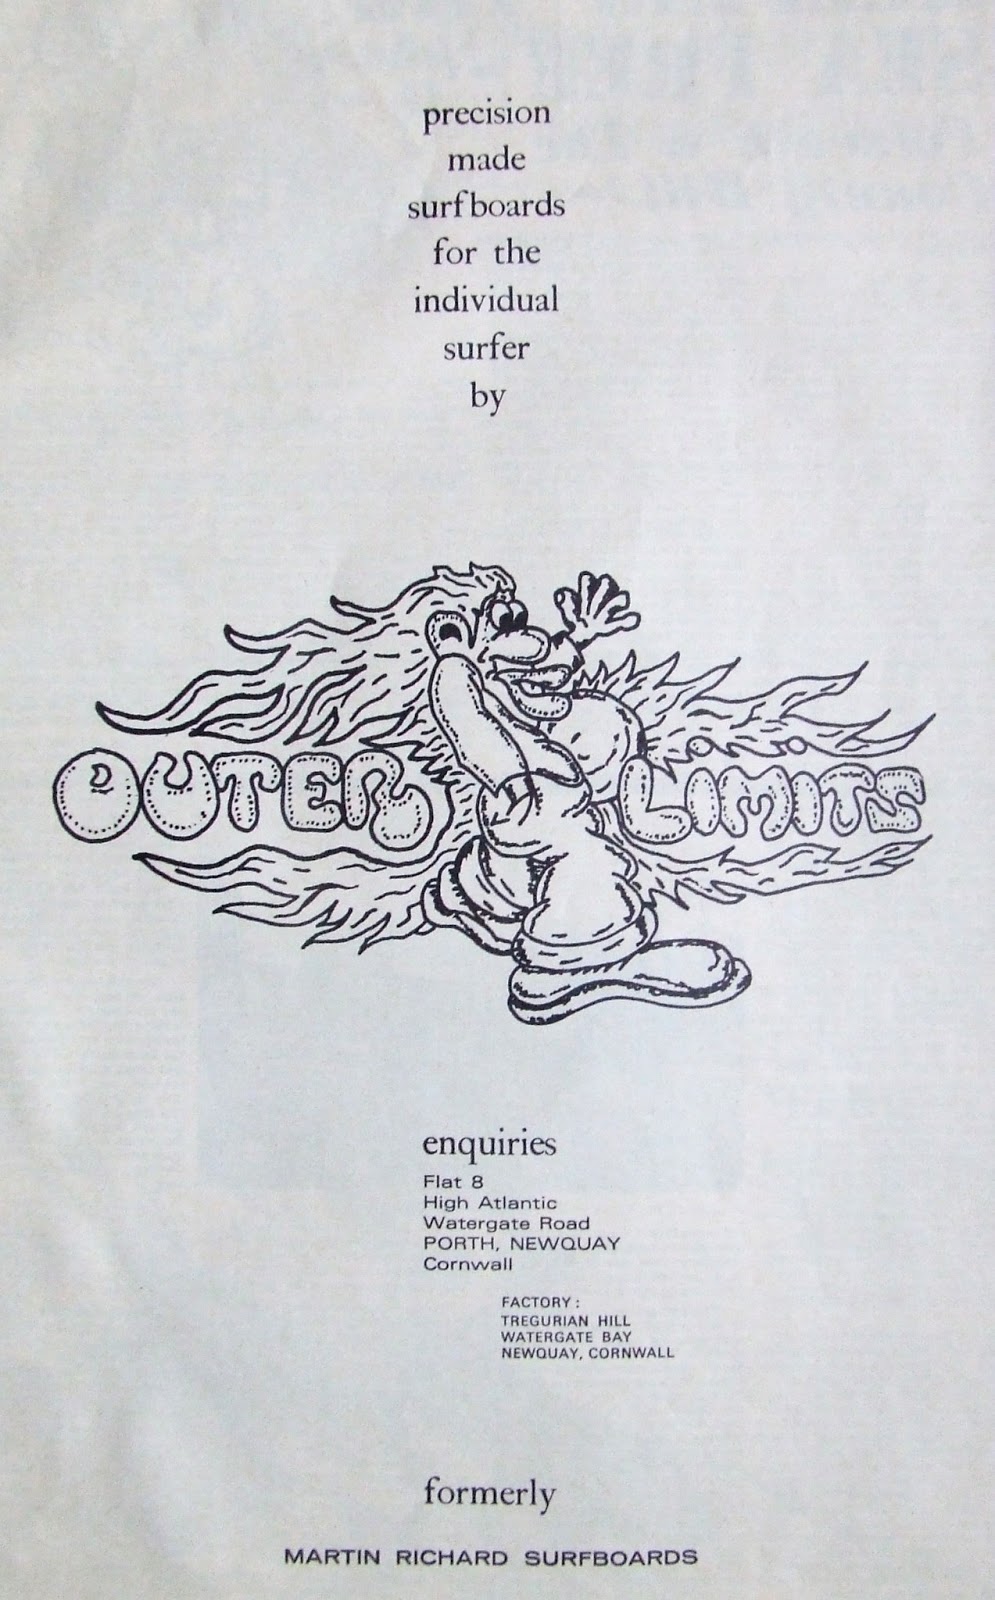 precision
made
surfboards
for the
individual
surfer
by
OUTER LIMITS
enquiries
Flat 8
High Atlantic
Watergate Road
PORTH, NEWQUAY
Cornwall
FACTORY :
TREGURIAN HILL
WATERGATE BAY
NEWQUAY, CORNWALL
formerly
MARTIN RICHARD SURFBOARDS